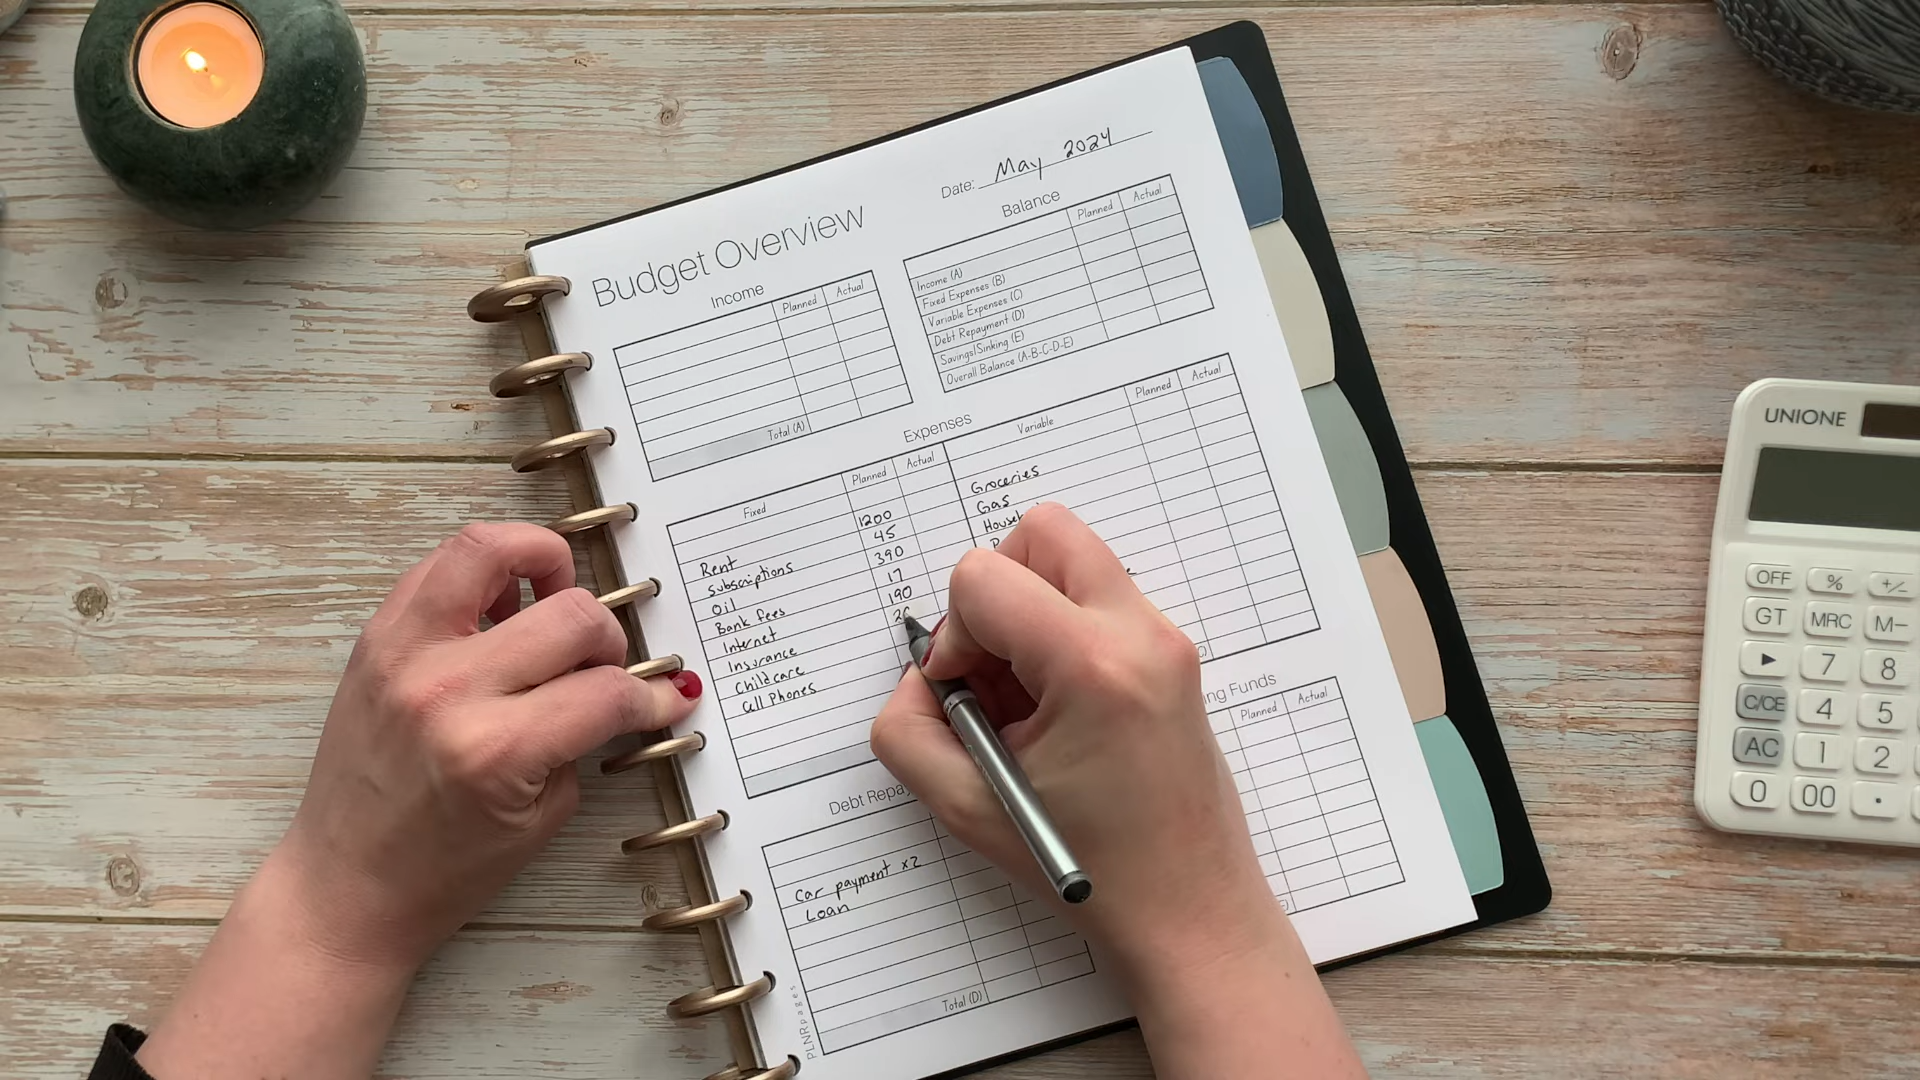 Date: May 2024
Budget Overview
Income
Planned Actual
Total (A)
Balance
Planned Actual
Income (A)
Fixed Expenses (B)
Variable Expenses (C)
Debt Repayment (D)
Savings|Sinking (E)
Overall Balance (A-B-C-D-E)
Expenses
Fixed Planned Actual
Rent 1200
Subscriptions 45
Oil 390
Bank fees 17
Internet 190
Insurance
Childcare
Cell Phones
Variable Planned Actual
Groceries
Gas
Debt
Car payment x2
Loan
Total (D)
Funds
Planned Actual
PLNRpages
UNIONE
OFF % +/-
GT MRC M-
► 7 8
C/CE 4 5
AC 1 2
0 00 .